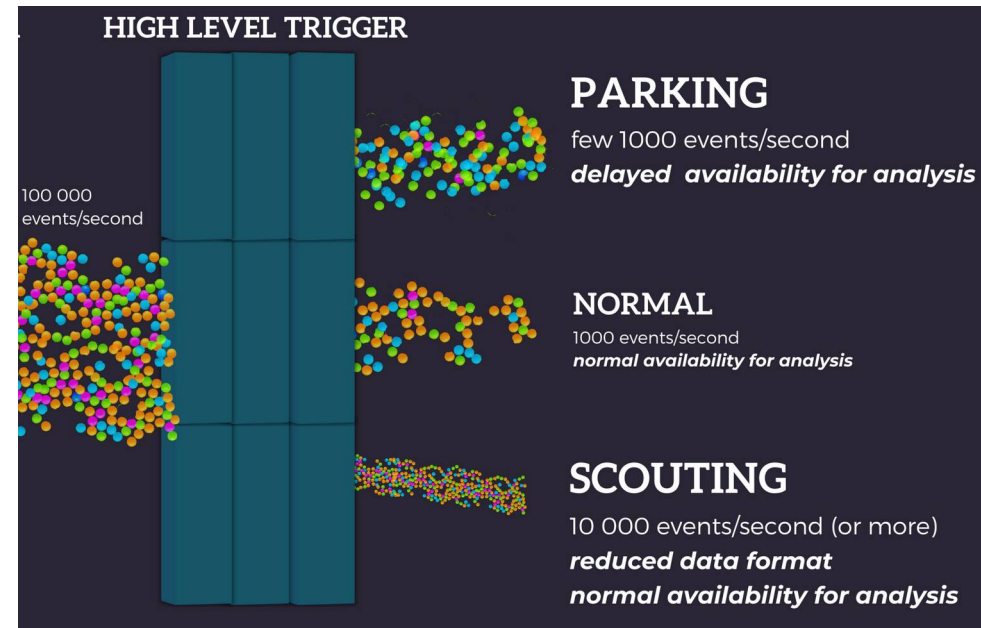 HIGH LEVEL TRIGGER
100 000
events/second
PARKING
few 1000 events/second
delayed availability for analysis
NORMAL
1000 events/second
normal availability for analysis
SCOUTING
10 000 events/second (or more)
reduced data format
normal availability for analysis